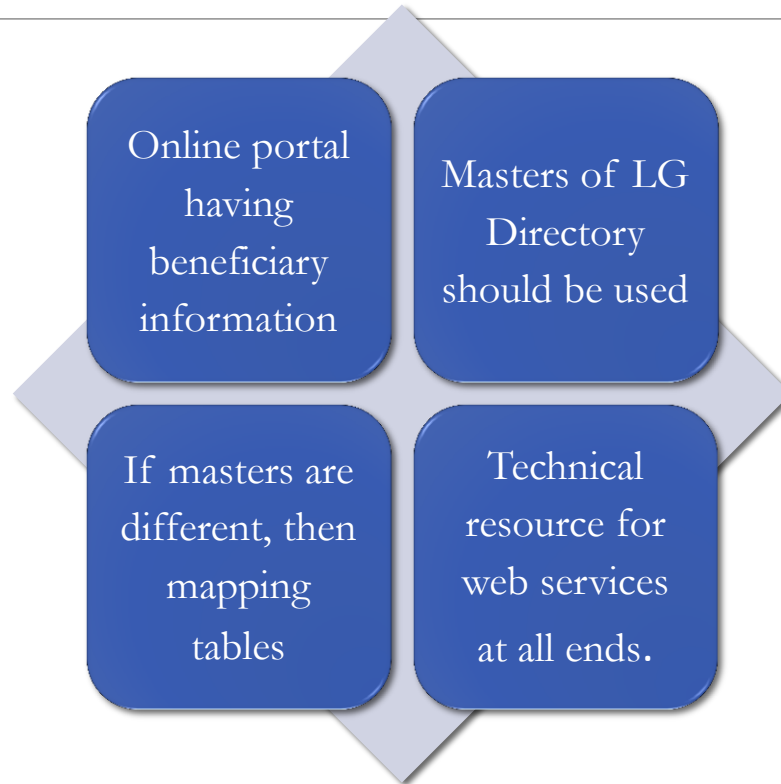 Online portal
having
beneficiary
information
Masters of LG
Directory
should be used
If masters are
different, then
mapping
tables
Technical
resource for
web services
at all ends.